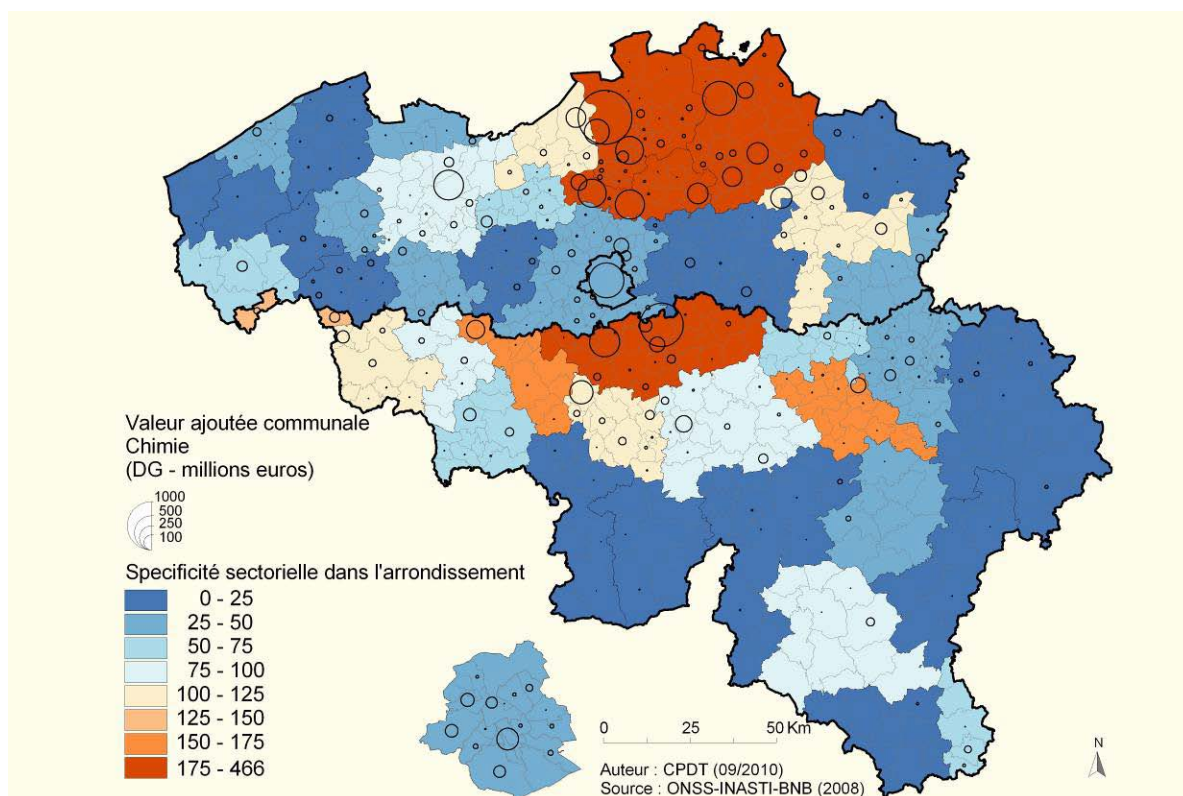 Valeur ajoutée communale
Chimie
(DG - millions euros)
1000
500
250
100
Specificité sectorielle dans l'arrondissement
0 - 25
25 - 50
50 - 75
75 - 100
100 - 125
125 - 150
150 - 175
175 - 466
0 25 50 Km
Auteur : CPDT (09/2010)
Source : ONSS-INASTI-BNB (2008)
N